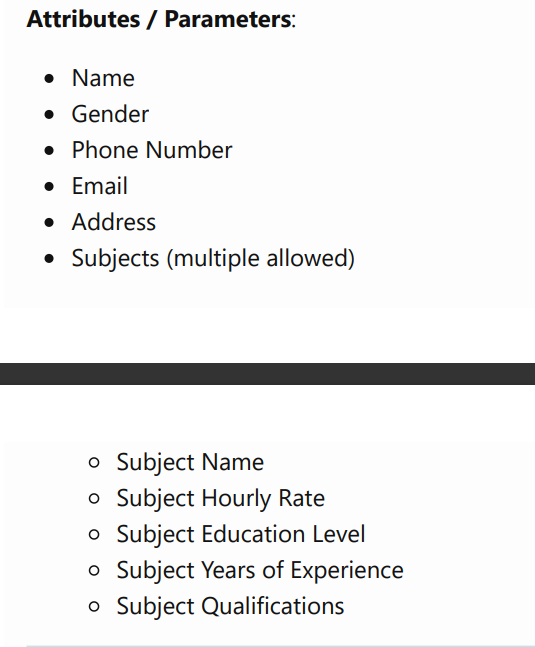 Attributes / Parameters:
Name
Gender
Phone Number
Email
Address
Subjects (multiple allowed)
Subject Name
Subject Hourly Rate
Subject Education Level
Subject Years of Experience
Subject Qualifications